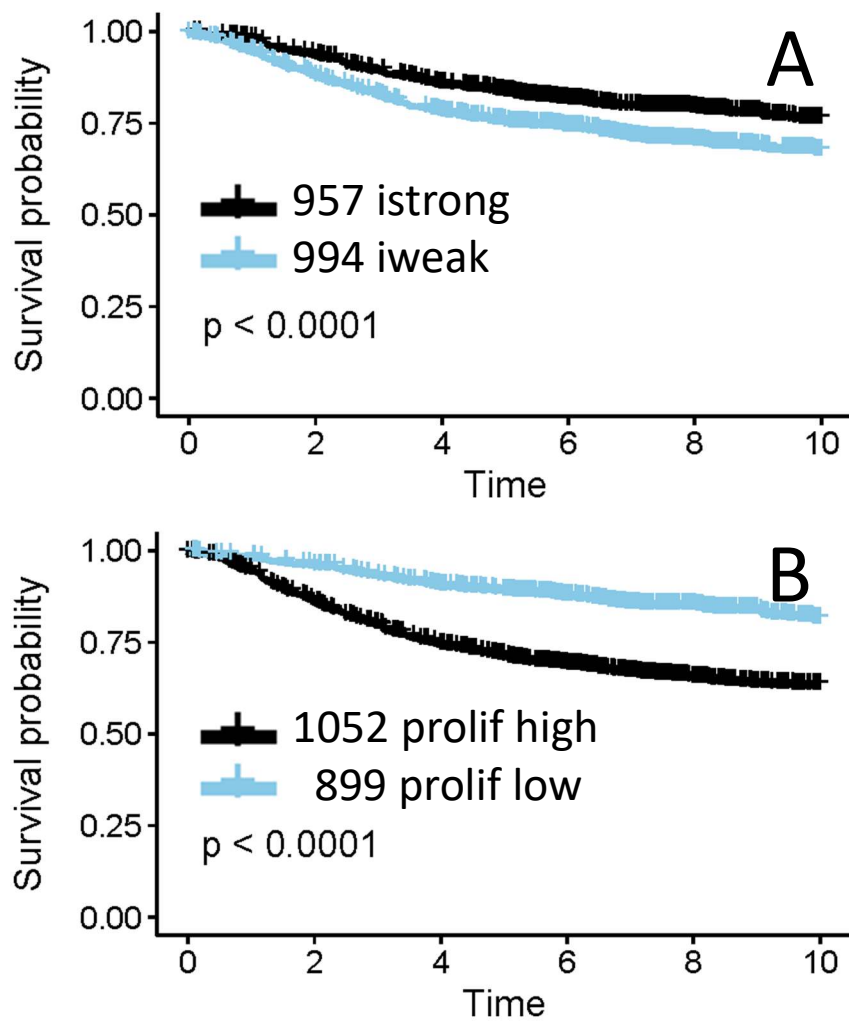 A
Survival probability
1.00
0.75
0.50
0.25
0.00
957 istrong
994 iweak
p < 0.0001
0 2 4 6 8 10
Time
B
Survival probability
1.00
0.75
0.50
0.25
0.00
1052 prolif high
899 prolif low
p < 0.0001
0 2 4 6 8 10
Time